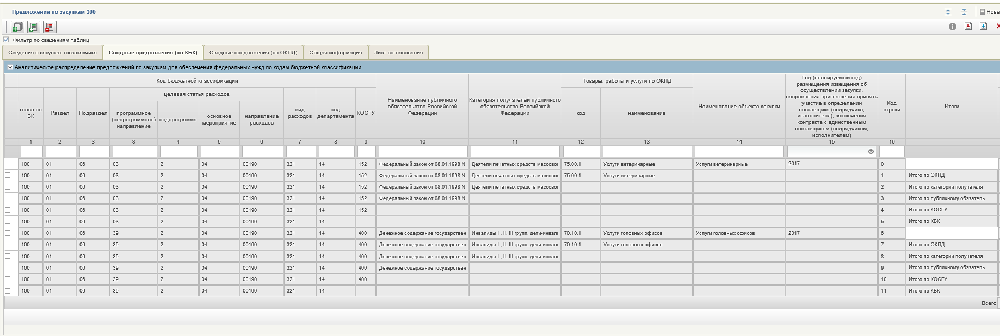 Предложения по закупкам 300
Новы
Фильтр по сведениям таблиц
Сведения о закупках госзаказчика Сводные предложения (по КБК) Сводные предложения (по ОКПД) Общая информация Лист согласования
Аналитическое распределение предложкений по закупкам для обеспечения федеральных нужд по кодам бюджетной классификации
Код бюджетной классификации
целевая статья расходов
глава по БК
Раздел
Подраздел
программное (непрограммное) направление
подпрограмма
основное мероприятие
направление расходов
вид расходов
код департамента
КОСГУ
Наименование публичного обязательства Российской Федерации
Категория получателей публичного обязательства Российской Федерации
Товары, работы и услуги по ОКПД
код
наименование
Наименование объекта закупки
Год (планируемый год) размещения извещения об осуществлении закупки, направления приглашения принять участие в определении поставщика (подрядчика, исполнителя), заключения контракта с единственным поставщиком (подрядчиком, исполнителем)
Код строки
Итоги
1 2 3 3 4 5 6 7 8 9 10 11 12 13 14 15 16
100 01 06 03 2 04 00190 321 14 152 Федеральный закон от 08.01.1998 N Деятели печатных средств массовой 75.00.1 Услуги ветеринарные Услуги ветеринарные 2017 0
100 01 06 03 2 04 00190 321 14 152 Федеральный закон от 08.01.1998 N Деятели печатных средств массовой 75.00.1 Услуги ветеринарные 1 Итого по ОКПД
100 01 06 03 2 04 00190 321 14 152 Федеральный закон от 08.01.1998 N Деятели печатных средств массовой 2 Итого по категории получателя
100 01 06 03 2 04 00190 321 14 152 Федеральный закон от 08.01.1998 N 3 Итого по публичному обязатель
100 01 06 03 2 04 00190 321 14 152 4 Итого по КОСГУ
100 01 06 03 2 04 00190 321 14 5 Итого по КБК
100 01 06 39 2 04 00190 321 14 400 Денежное содержание государствен Инвалиды I , II, III групп, дети-инвали 70.10.1 Услуги головных офисов Услуги головных офисов 2017 6
100 01 06 39 2 04 00190 321 14 400 Денежное содержание государствен Инвалиды I , II, III групп, дети-инвали 70.10.1 Услуги головных офисов 7 Итого по ОКПД
100 01 06 39 2 04 00190 321 14 400 Денежное содержание государствен Инвалиды I , II, III групп, дети-инвали 8 Итого по категории получателя
100 01 06 39 2 04 00190 321 14 400 Денежное содержание государствен 9 Итого по публичному обязатель
100 01 06 39 2 04 00190 321 14 400 10 Итого по КОСГУ
100 01 06 39 2 04 00190 321 14 11 Итого по КБК
Всего